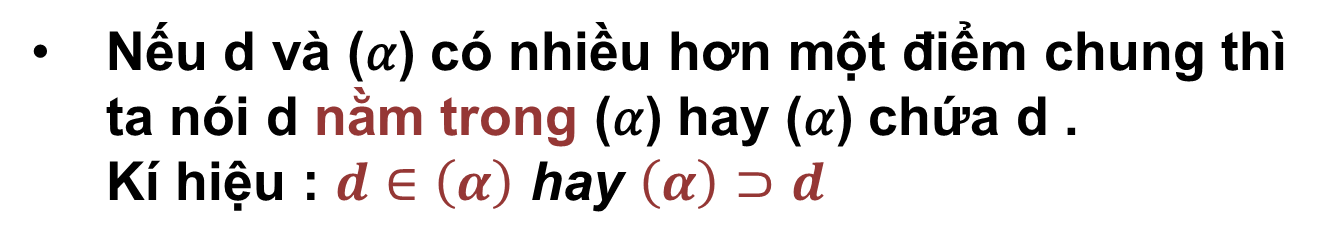 • Nếu d và (𝛼) có nhiều hơn một điểm chung thì
ta nói d nằm trong (𝛼) hay (𝛼) chứa d .
Kí hiệu : 𝒅 ∈ (𝜶) hay (𝜶) ⊃ 𝒅